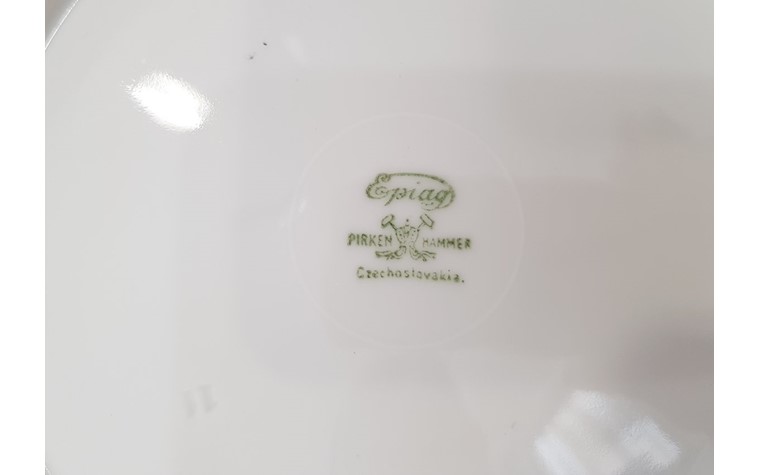 Epiag
PIRKEN HAMMER
Czechoslovakia.